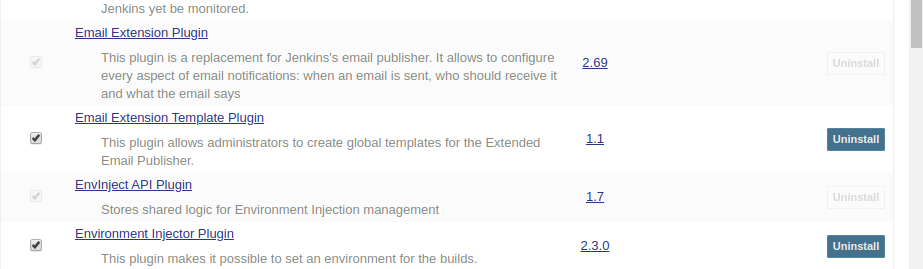 Jenkins yet be monitored.
Email Extension Plugin
This plugin is a replacement for Jenkins's email publisher. It allows to configure
every aspect of email notifications: when an email is sent, who should receive it
and what the email says
2.69
Uninstall
Email Extension Template Plugin
This plugin allows administrators to create global templates for the Extended
Email Publisher.
1.1
Uninstall
EnvInject API Plugin
Stores shared logic for Environment Injection management
1.7
Uninstall
Environment Injector Plugin
This plugin makes it possible to set an environment for the builds.
2.3.0
Uninstall